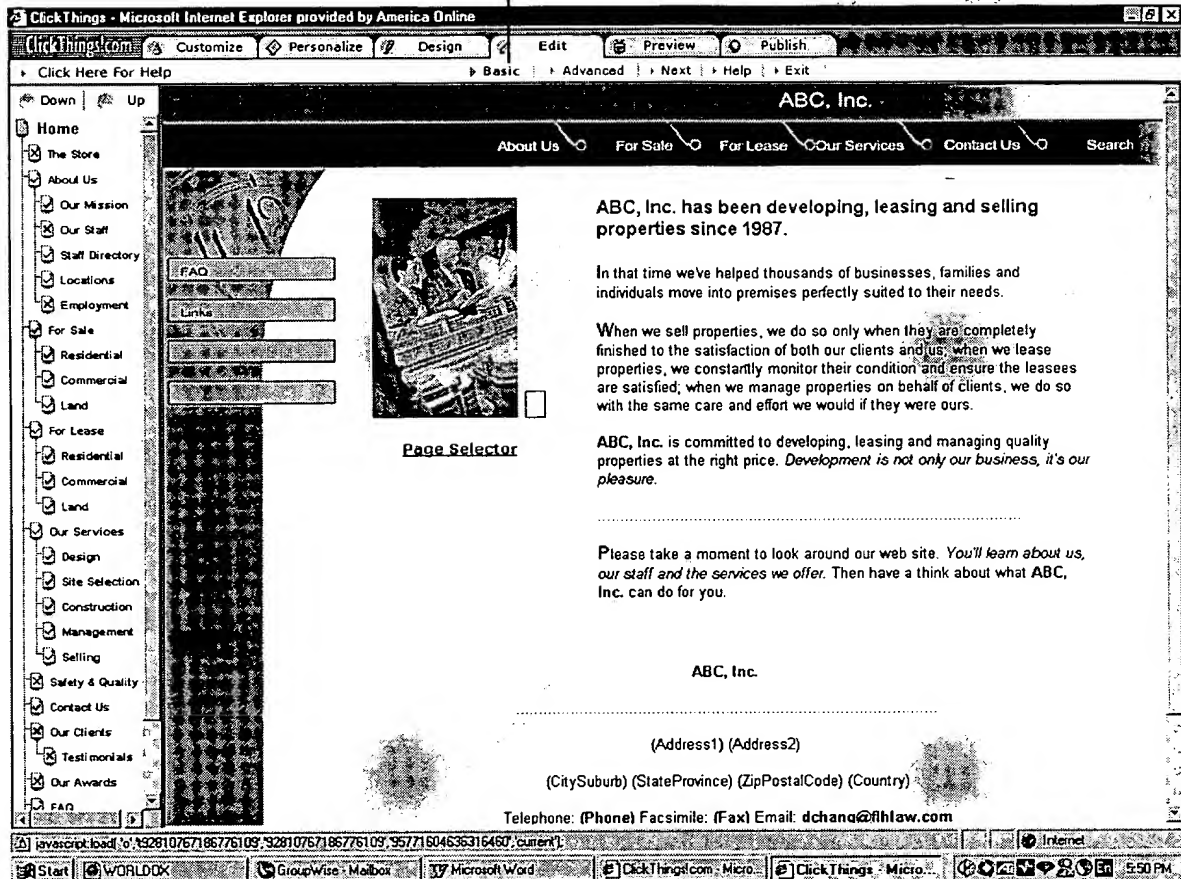 ClickThings - Microsoft Internet Explorer provided by America Online
ClickThings!com Customize Personalize Design Edit Preview Publish
Click Here For Help Basic Advanced Next Help Exit
Down Up
Home
The Store
About Us
Our Mission
Our Staff
Staff Directory
Locations
Employment
For Sale
Residential
Commercial
Land
For Lease
Residential
Commercial
Land
Our Services
Design
Site Selection
Construction
Management
Selling
Safety & Quality
Contact Us
Our Clients
Testimonials
Our Awards
FAQ
ABC, Inc.
About Us For Sale For Lease Our Services Contact Us Search
FAQ
Links
Page Selector
ABC, Inc. has been developing, leasing and selling
properties since 1987.
In that time we've helped thousands of businesses, families and
individuals move into premises perfectly suited to their needs.
When we sell properties, we do so only when they are completely
finished to the satisfaction of both our clients and us; when we lease
properties, we constantly monitor their condition and ensure the leasees
are satisfied; when we manage properties on behalf of clients, we do so
with the same care and effort we would if they were ours.
ABC, Inc. is committed to developing, leasing and managing quality
properties at the right price. Development is not only our business, it's our
pleasure.
Please take a moment to look around our web site. You'll learn about us,
our staff and the services we offer. Then have a think about what ABC,
Inc. can do for you.
ABC, Inc.
(Address1) (Address2)
(CitySuburb) (StateProvince) (ZipPostalCode) (Country)
Telephone: (Phone) Facsimile: (Fax) Email: dchang@flhlaw.com
Internet
Start WORLDOX GroupWise - Mailbox Microsoft Word ClickThings!com - Micro... ClickThings - Micro... 5:50 PM